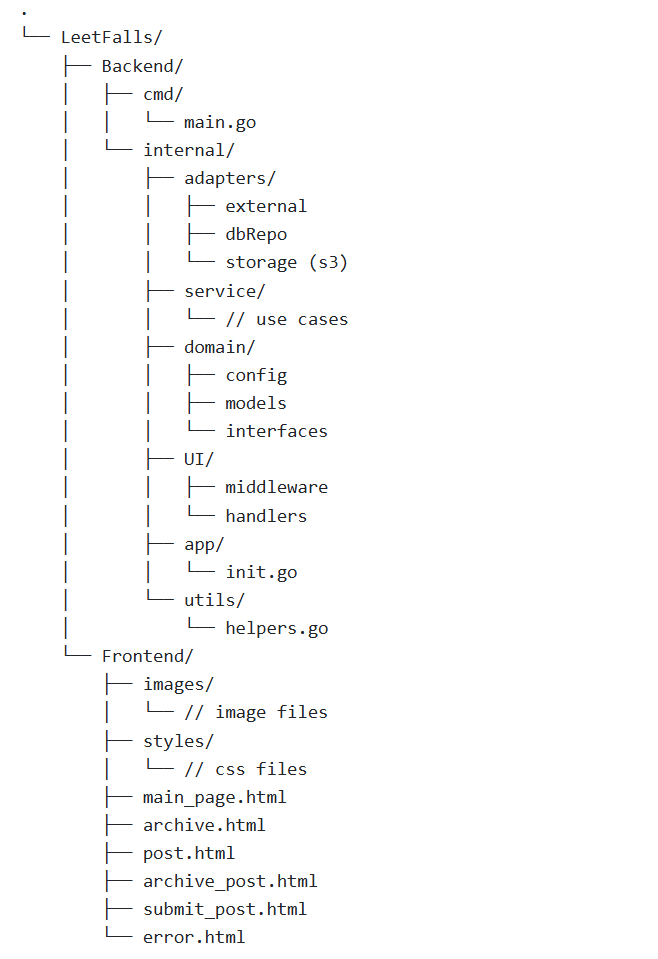 .
└── LeetFalls/
    ├── Backend/
    │   ├── cmd/
    │   │   └── main.go
    │   └── internal/
    │       ├── adapters/
    │       │   ├── external
    │       │   ├── dbRepo
    │       │   └── storage (s3)
    │       ├── service/
    │       │   └── // use cases
    │       ├── domain/
    │       │   ├── config
    │       │   ├── models
    │       │   └── interfaces
    │       ├── UI/
    │       │   ├── middleware
    │       │   └── handlers
    │       ├── app/
    │       │   └── init.go
    │       └── utils/
    │           └── helpers.go
    └── Frontend/
        ├── images/
        │   └── // image files
        ├── styles/
        │   └── // css files
        ├── main_page.html
        ├── archive.html
        ├── post.html
        ├── archive_post.html
        ├── submit_post.html
        └── error.html